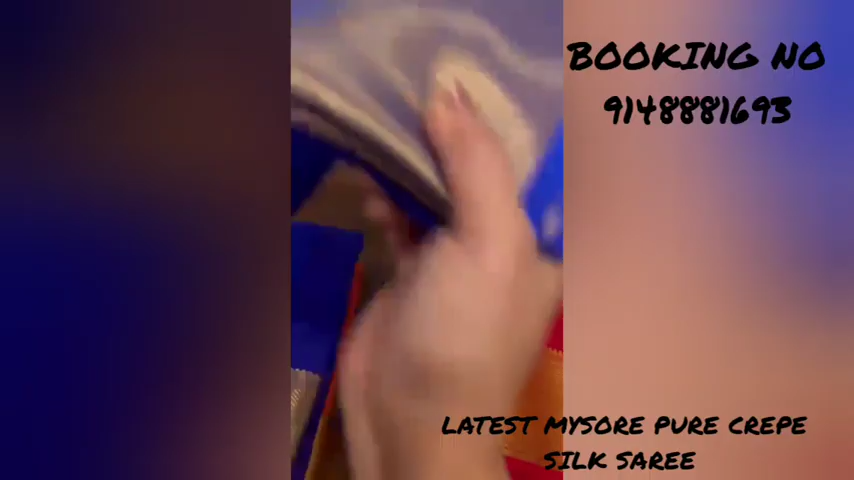 BOOKING NO
9148881693
LATEST MYSORE PURE CREPE
SILK SAREE